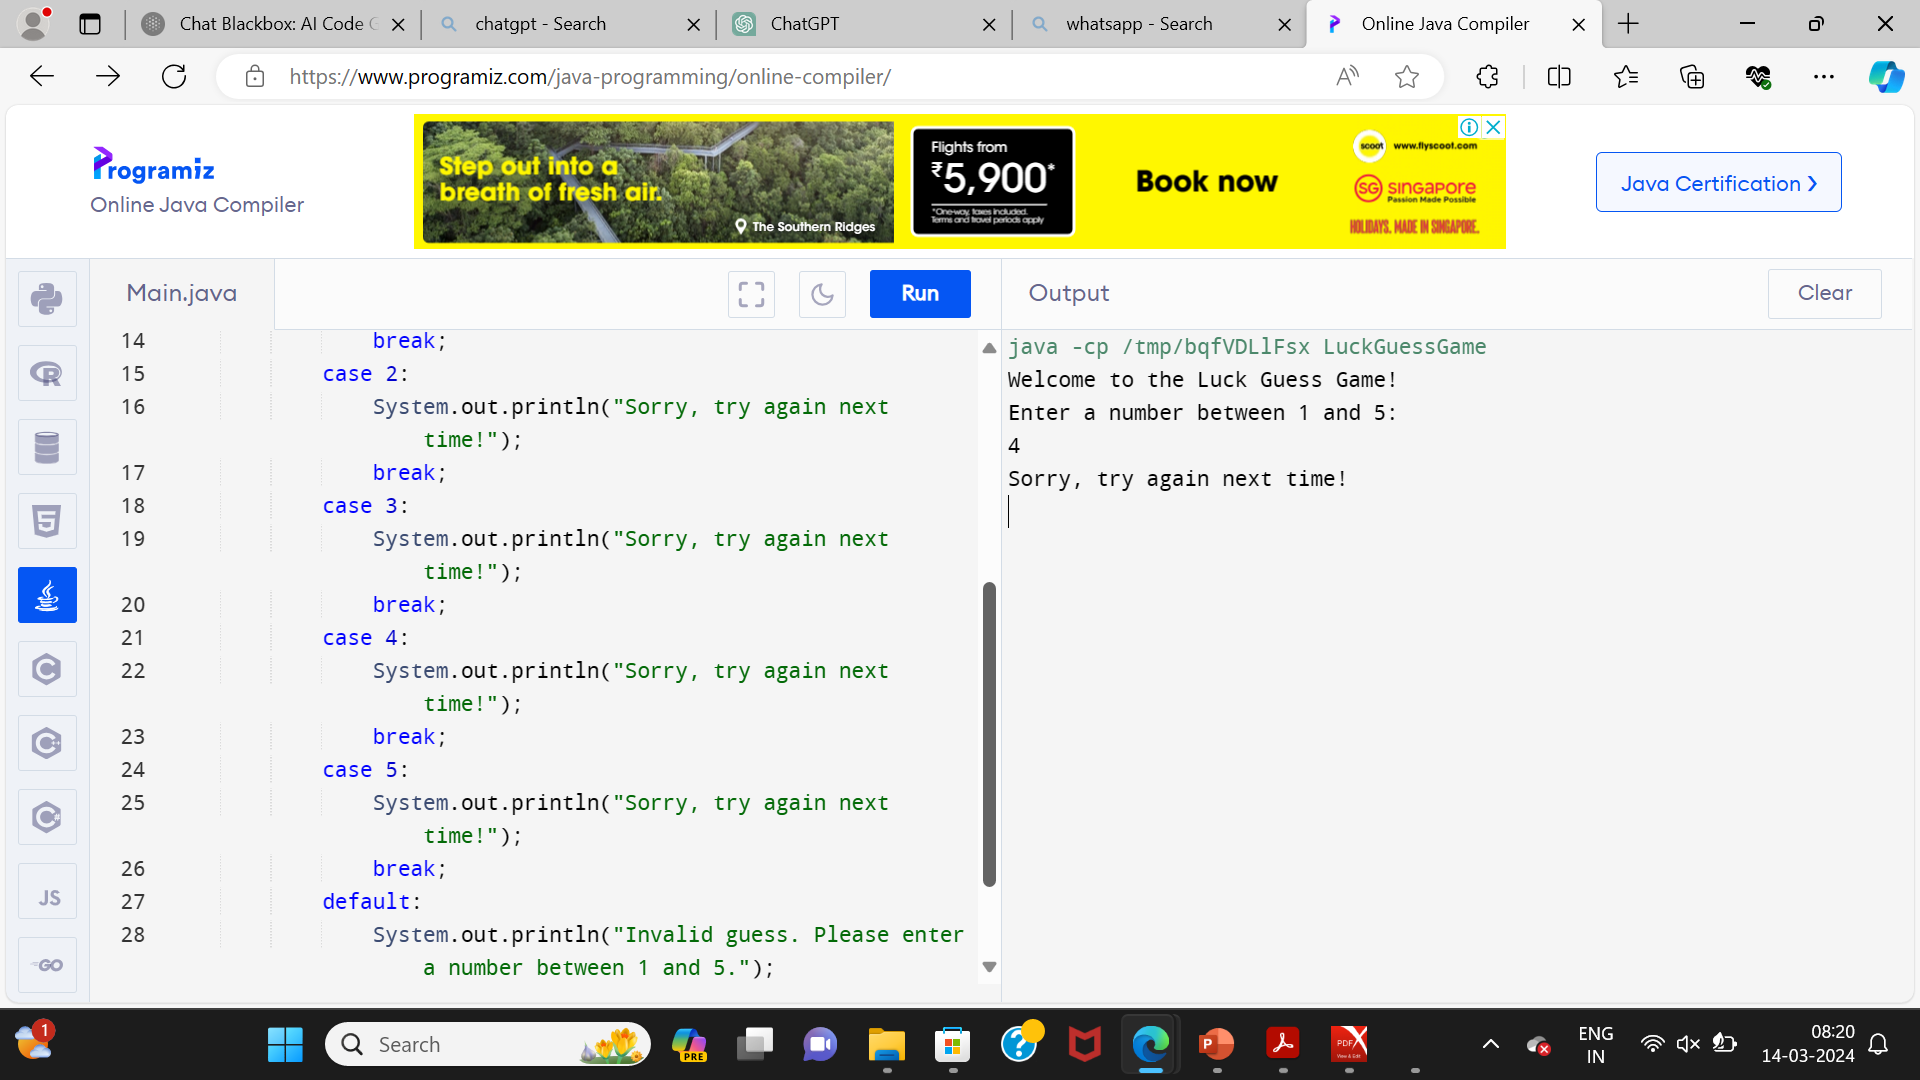 Chat Blackbox: AI Code G
chatgpt - Search
ChatGPT
whatsapp - Search
Online Java Compiler
https://www.programiz.com/java-programming/online-compiler/
Programiz
Online Java Compiler
Step out into a
breath of fresh air.
The Southern Ridges
Flights from
₹5,900*
*One-way, taxes included.
Terms and travel periods apply
Book now
scoot www.flyscoot.com
SG SINGAPORE
Passion Made Possible
HOLIDAYS. MADE IN SINGAPORE.
Java Certification ❯
Main.java
Run
Output
Clear
14 break;
15 case 2:
16 System.out.println("Sorry, try again next
time!");
17 break;
18 case 3:
19 System.out.println("Sorry, try again next
time!");
20 break;
21 case 4:
22 System.out.println("Sorry, try again next
time!");
23 break;
24 case 5:
25 System.out.println("Sorry, try again next
time!");
26 break;
27 default:
28 System.out.println("Invalid guess. Please enter
a number between 1 and 5.");
java -cp /tmp/bqfVDLlFsx LuckGuessGame
Welcome to the Luck Guess Game!
Enter a number between 1 and 5:
4
Sorry, try again next time!
R
5
C
C++
C#
JS
GO
1
Search
PRE
P
PDF
ENG
IN
08:20
14-03-2024